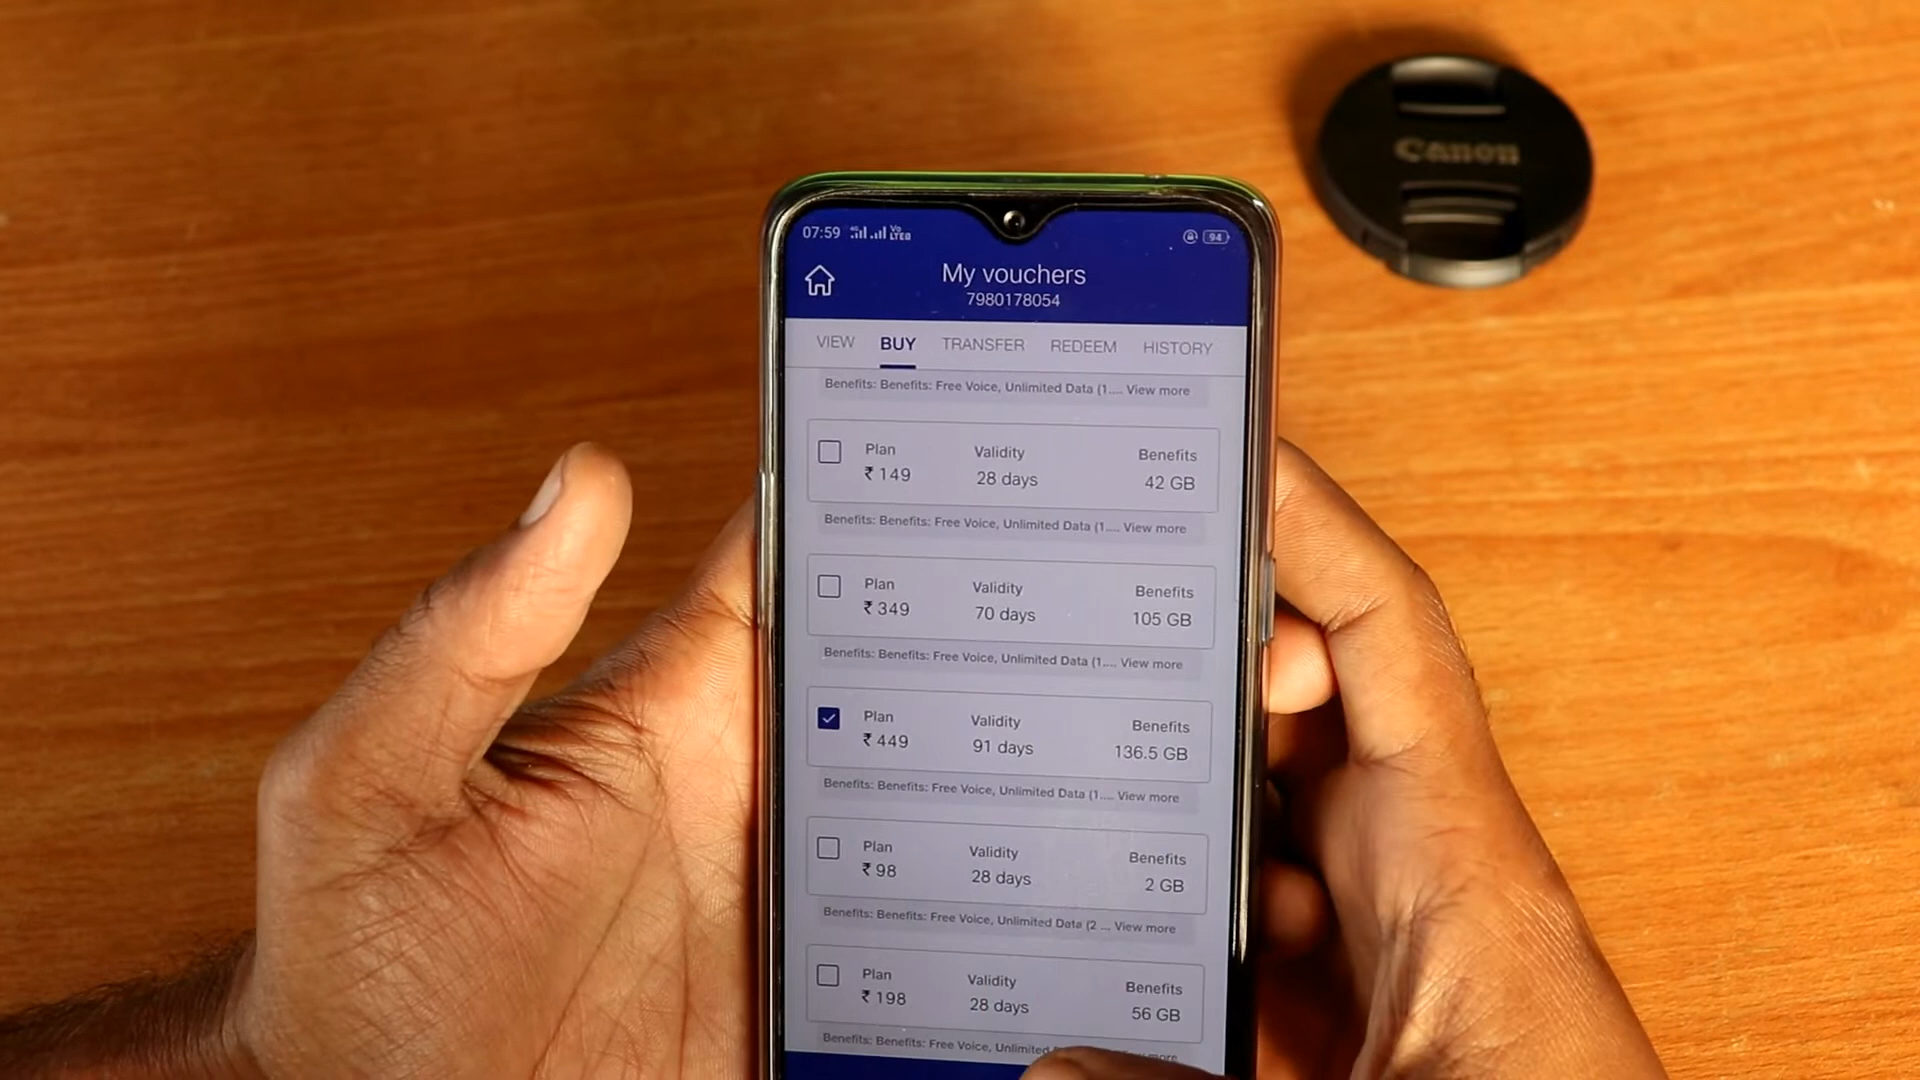 Canon
07:59 4G Vo LTE 94
My vouchers
7980178054
VIEW BUY TRANSFER REDEEM HISTORY
Benefits: Benefits: Free Voice, Unlimited Data (1.... View more
Plan Validity Benefits
₹ 149 28 days 42 GB
Benefits: Benefits: Free Voice, Unlimited Data (1.... View more
Plan Validity Benefits
₹ 349 70 days 105 GB
Benefits: Benefits: Free Voice, Unlimited Data (1.... View more
Plan Validity Benefits
₹ 449 91 days 136.5 GB
Benefits: Benefits: Free Voice, Unlimited Data (1.... View more
Plan Validity Benefits
₹ 98 28 days 2 GB
Benefits: Benefits: Free Voice, Unlimited Data (2 ... View more
Plan Validity Benefits
₹ 198 28 days 56 GB
Benefits: Benefits: Free Voice, Unlimited View more